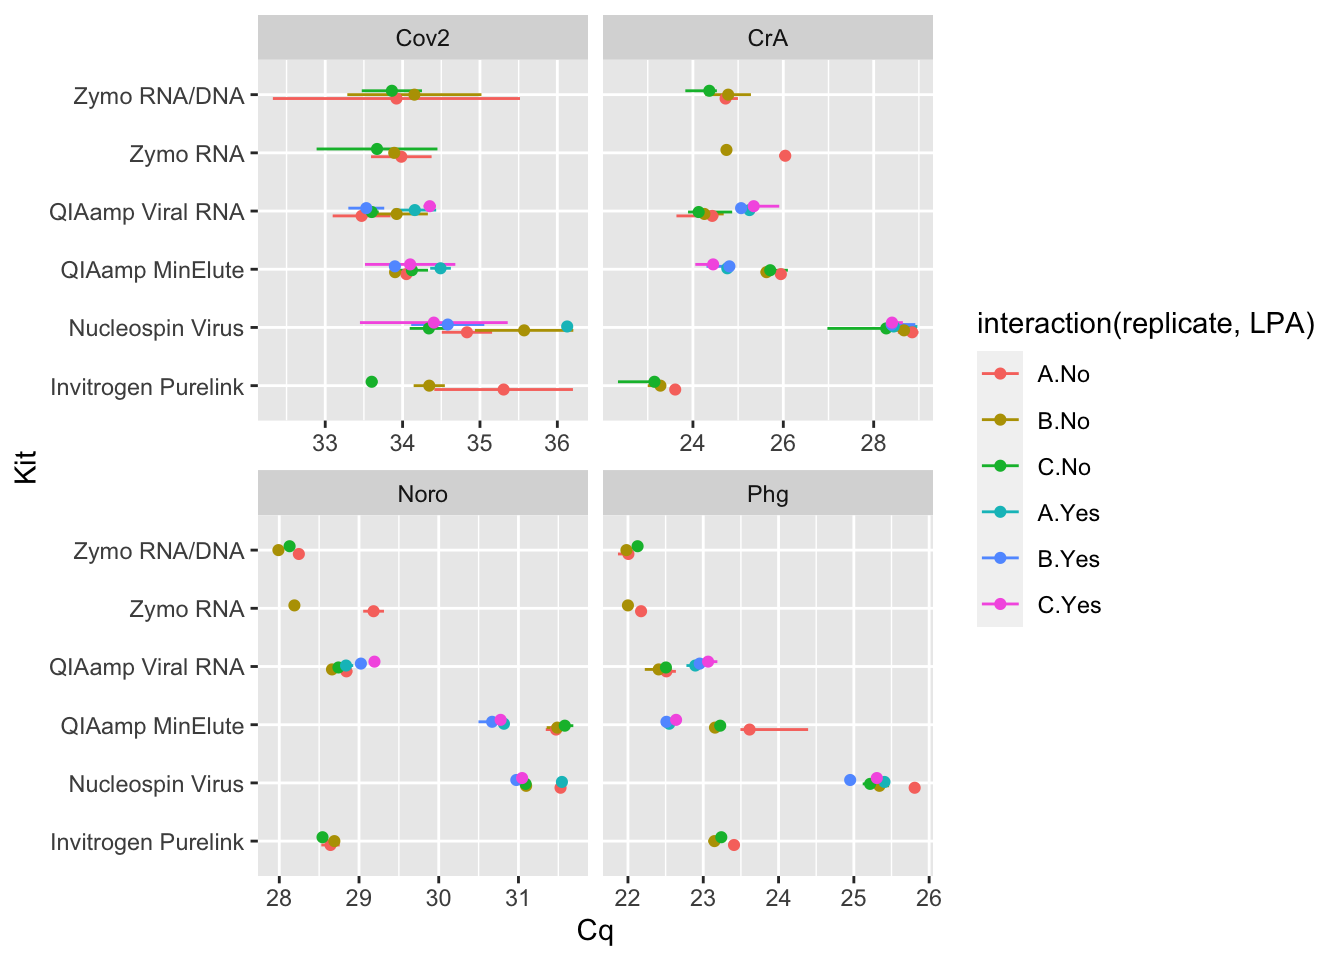 Cov2
CrA
Zymo RNA/DNA
Zymo RNA
QIAamp Viral RNA
QIAamp MinElute
Nucleospin Virus
Invitrogen Purelink
33 34 35 36
24 26 28
Kit
Noro
Phg
Zymo RNA/DNA
Zymo RNA
QIAamp Viral RNA
QIAamp MinElute
Nucleospin Virus
Invitrogen Purelink
28 29 30 31
22 23 24 25 26
Cq
interaction(replicate, LPA)
A.No
B.No
C.No
A.Yes
B.Yes
C.Yes